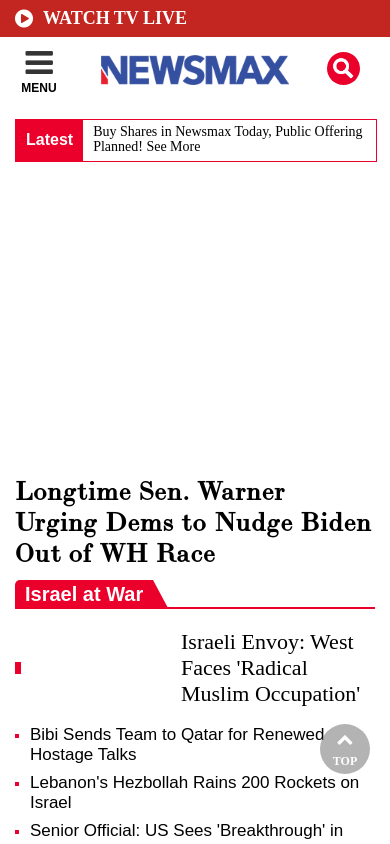 WATCH TV LIVE
MENU
NEWSMAX
Latest
Buy Shares in Newsmax Today, Public Offering
Planned! See More
Longtime Sen. Warner
Urging Dems to Nudge Biden
Out of WH Race
Israel at War
Israeli Envoy: West
Faces 'Radical
Muslim Occupation'
Bibi Sends Team to Qatar for Renewed
Hostage Talks
TOP
Lebanon's Hezbollah Rains 200 Rockets on
Israel
Senior Official: US Sees 'Breakthrough' in